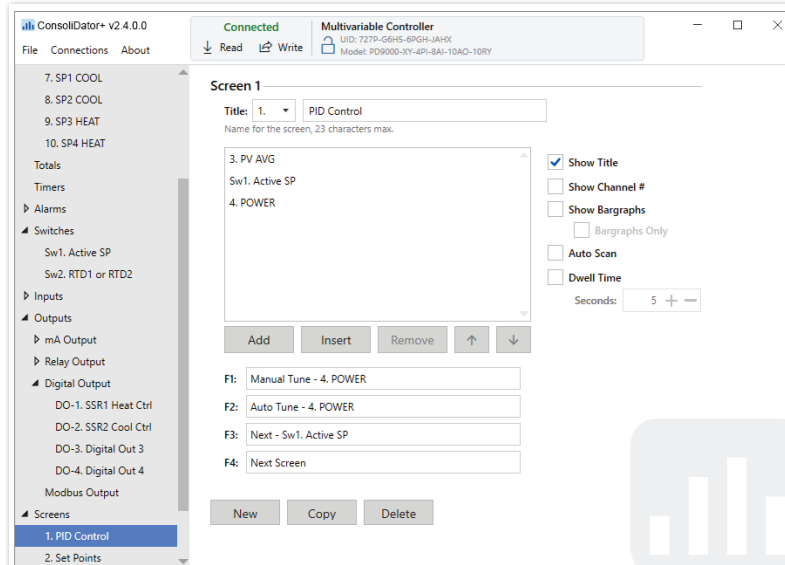 ConsoliDator+ v2.4.0.0
File Connections About
Connected
Read Write
Multivariable Controller
UID: 727P-G6HS-6PGH-JAHX
Model: PD9000-XY-4PI-8AI-10AO-10RY
7. SP1 COOL
8. SP2 COOL
9. SP3 HEAT
10. SP4 HEAT
Totals
Timers
Alarms
Switches
Sw1. Active SP
Sw2. RTD1 or RTD2
Inputs
Outputs
mA Output
Relay Output
Digital Output
DO-1. SSR1 Heat Ctrl
DO-2. SSR2 Cool Ctrl
DO-3. Digital Out 3
DO-4. Digital Out 4
Modbus Output
Screens
1. PID Control
2. Set Points
Screen 1
Title: 1. PID Control
Name for the screen, 23 characters max.
3. PV AVG
Sw1. Active SP
4. POWER
Show Title
Show Channel #
Show Bargraphs
Bargraphs Only
Auto Scan
Dwell Time
Seconds: 5
Add Insert Remove
F1: Manual Tune - 4. POWER
F2: Auto Tune - 4. POWER
F3: Next - Sw1. Active SP
F4: Next Screen
New Copy Delete